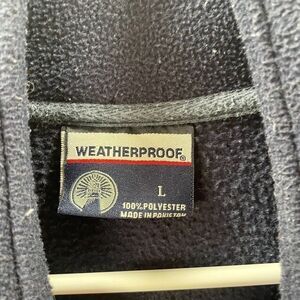 WEATHERPROOF®
L
100% POLYESTER
MADE IN PAKISTAN